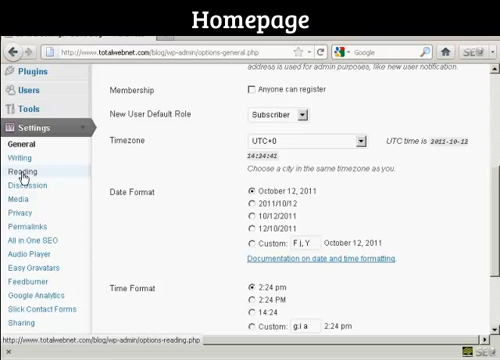 Homepage
http://www.totalwebnet.com/blog/wp-admin/options-general.php
Google
SEO
Plugins
Users
Tools
Settings
General
Writing
Reading
Discussion
Media
Privacy
Permalinks
All in One SEO
Audio Player
Easy Gravatars
Feedburner
Google Analytics
Slick Contact Forms
Sharing
address is used for admin purposes, like new user notification.
Membership
Anyone can register
New User Default Role
Subscriber
Timezone
UTC+0
UTC time is 2011-10-12
14:24:41
Choose a city in the same timezone as you.
Date Format
October 12, 2011
2011/10/12
10/12/2011
12/10/2011
Custom: F j, Y October 12, 2011
Documentation on date and time formatting.
Time Format
2:24 pm
2:24 PM
14:24
Custom: g:i a 2:24 pm
http://www.totalwebnet.com/blog/wp-admin/options-reading.php
SEO